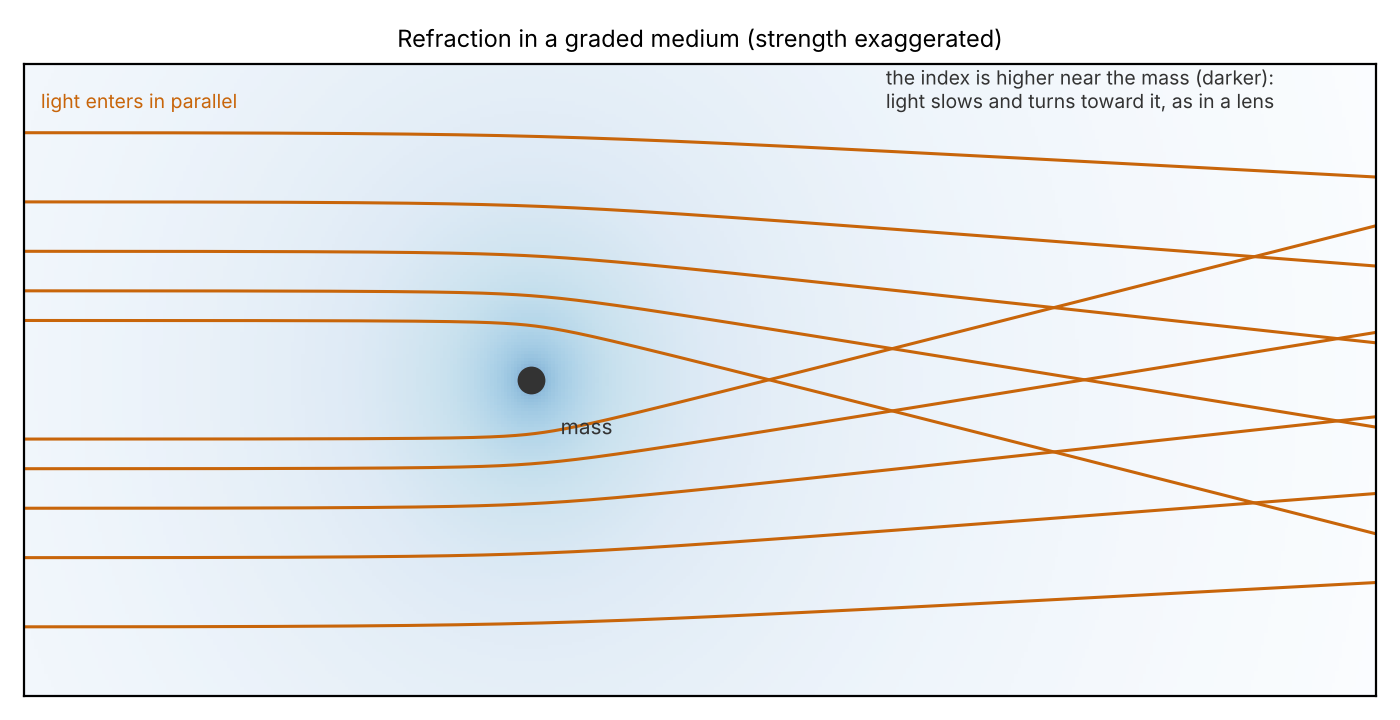 Refraction in a graded medium (strength exaggerated)
the index is higher near the mass (darker):
light enters in parallel
light slows and turns toward it, as in a lens
mass